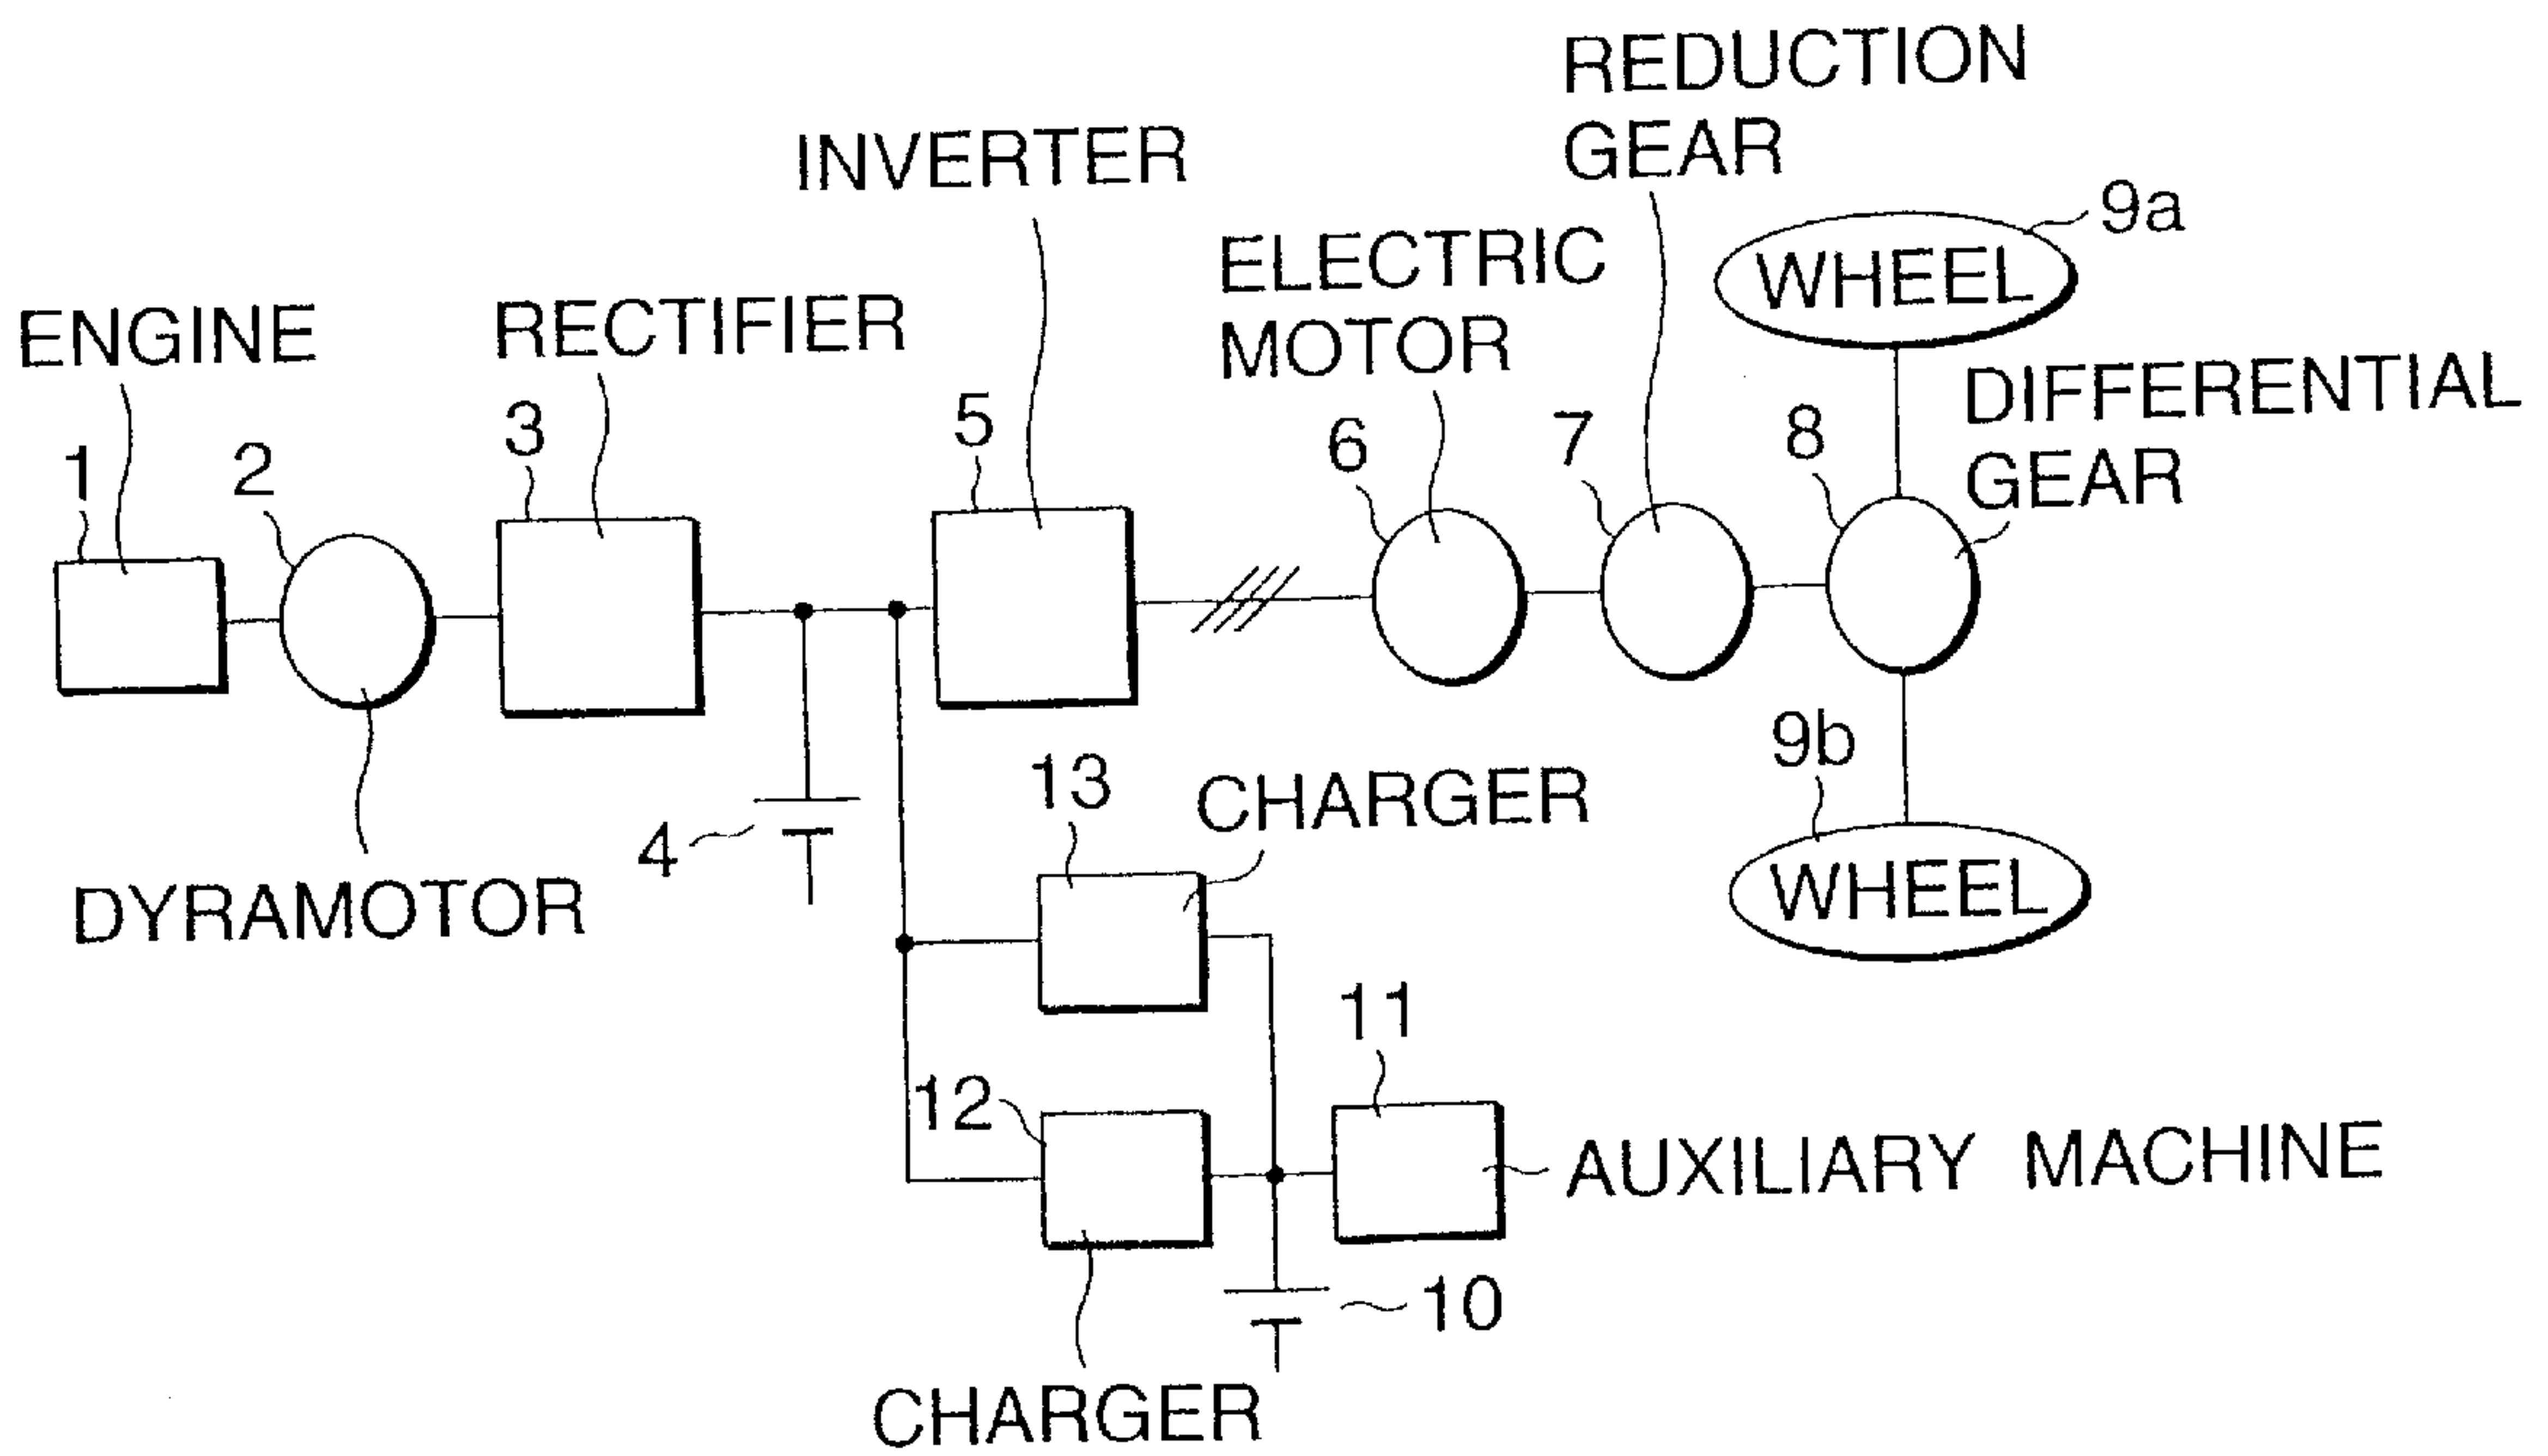 REDUCTION
GEAR
INVERTER
9a
ELECTRIC
MOTOR
WHEEL
ENGINE
RECTIFIER
DIFFERENTIAL
GEAR
1
2
3
5
6
7
8
4
13
CHARGER
9b
WHEEL
DYRAMOTOR
11
12
AUXILIARY MACHINE
10
CHARGER